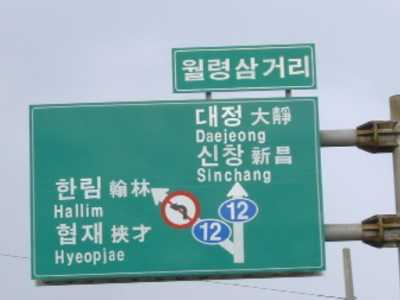 월령삼거리
대정 大靜
Daejeong
신창 新昌
Sinchang
한림 翰林
Hallim
협재 挾才
Hyeopjae
12
12